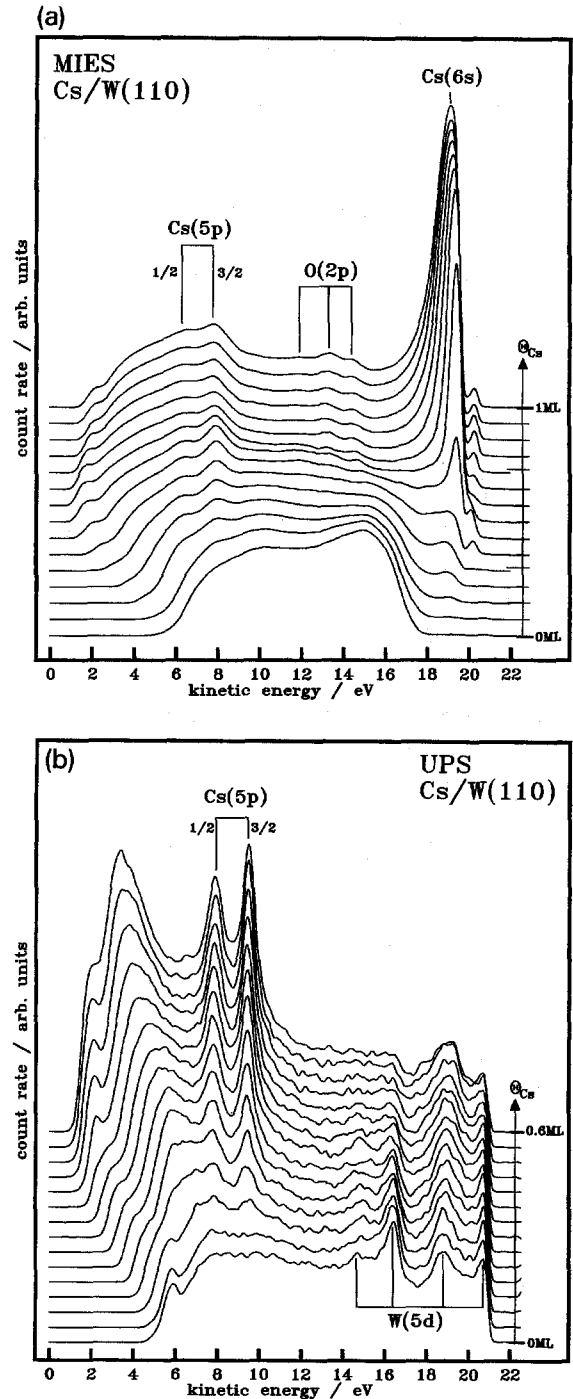 (a)
MIES
Cs/W(110)
Cs(6s)
Cs(5p)
1/2
3/2
O(2p)
ΘCs
1ML
0ML
count rate / arb. units
0 2 4 6 8 10 12 14 16 18 20 22
kinetic energy / eV
(b)
UPS
Cs/W(110)
Cs(5p)
1/2
3/2
ΘCs
0.6ML
W(5d)
0ML
count rate / arb. units
0 2 4 6 8 10 12 14 16 18 20 22
kinetic energy / eV